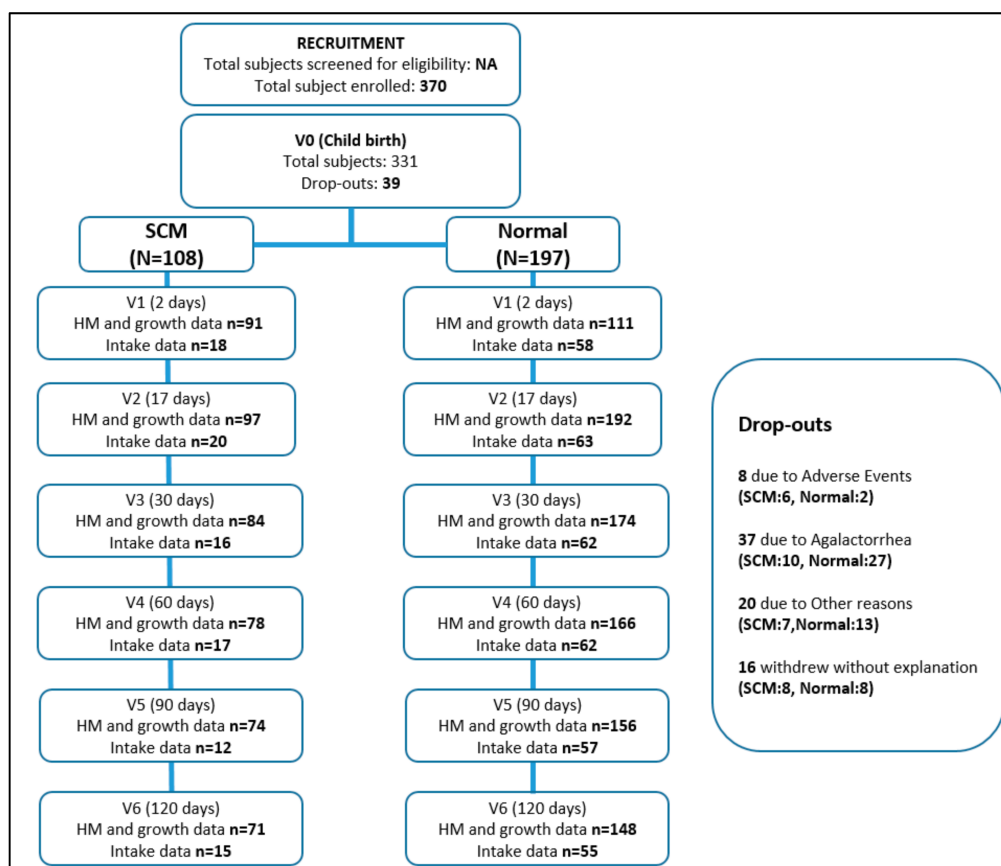 RECRUITMENT
Total subjects screened for eligibility: NA
Total subject enrolled: 370
V0 (Child birth)
Total subjects: 331
Drop-outs: 39
SCM
(N=108)
Normal
(N=197)
V1 (2 days)
HM and growth data n=91
Intake data n=18
V1 (2 days)
HM and growth data n=111
Intake data n=58
V2 (17 days)
HM and growth data n=97
Intake data n=20
V2 (17 days)
HM and growth data n=192
Intake data n=63
V3 (30 days)
HM and growth data n=84
Intake data n=16
V3 (30 days)
HM and growth data n=174
Intake data n=62
V4 (60 days)
HM and growth data n=78
Intake data n=17
V4 (60 days)
HM and growth data n=166
Intake data n=62
V5 (90 days)
HM and growth data n=74
Intake data n=12
V5 (90 days)
HM and growth data n=156
Intake data n=57
V6 (120 days)
HM and growth data n=71
Intake data n=15
V6 (120 days)
HM and growth data n=148
Intake data n=55
Drop-outs
8 due to Adverse Events
(SCM:6, Normal:2)
37 due to Agalactorrhea
(SCM:10, Normal:27)
20 due to Other reasons
(SCM:7,Normal:13)
16 withdrew without explanation
(SCM:8, Normal:8)